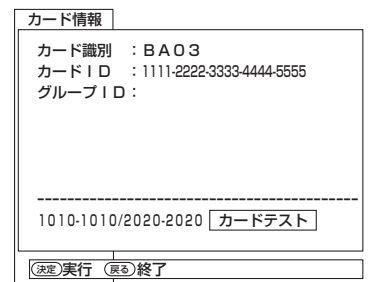 カード情報
カード識別 ：ＢＡ０３
カードＩＤ ：1111-2222-3333-4444-5555
グループＩＤ：
1010-1010/2020-2020 カードテスト
決定 実行 戻る 終了